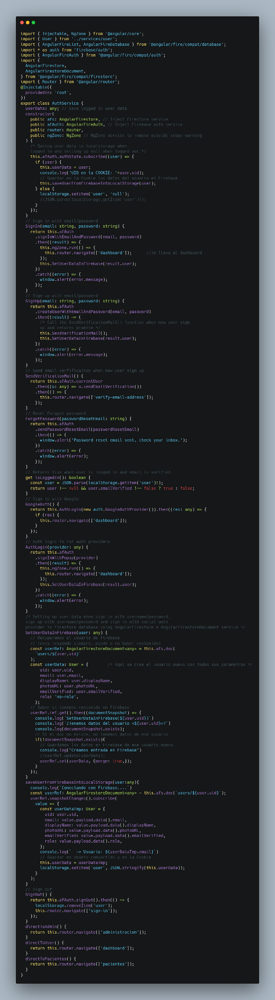 import { Injectable, NgZone } from '@angular/core';
import { User } from '../services/user';
import { AngularFireList, AngularFireDatabase } from '@angular/fire/compat/database';
import * as auth from 'firebase/auth';
import { AngularFireAuth } from '@angular/fire/compat/auth';
import {
  AngularFirestore,
  AngularFirestoreDocument,
} from '@angular/fire/compat/firestore';
import { Router } from '@angular/router';
@Injectable({
  providedIn: 'root',
})
export class AuthService {
  userData: any; // Save logged in user data
  constructor(
    public afs: AngularFirestore, // Inject Firestore service
    public afAuth: AngularFireAuth, // Inject Firebase auth service
    public router: Router,
    public ngZone: NgZone // NgZone service to remove outside scope warning
  ) {
    /* Saving user data in localstorage when
    logged in and setting up null when logged out */
    this.afAuth.authState.subscribe((user) => {
      if (user) {
        this.userData = user;
        console.log('UID en la COOKIE: '+user.uid);
        // Guardar en la Cookie los datos del usuario en Firebase
        this.saveUserFromFirebaseIntoLocalStorage(user);
      } else {
        localStorage.setItem('user', 'null');
        //JSON.parse(localStorage.getItem('user')!);
      }
    });
  }
  // Sign in with email/password
  SignIn(email: string, password: string) {
    return this.afAuth
      .signInWithEmailAndPassword(email, password)
      .then((result) => {
        this.ngZone.run(() => {
          this.router.navigate(['dashboard']);      //Te lleva al dashboard
        });
        this.SetUserDataInFirebase(result.user);
      })
      .catch((error) => {
        window.alert(error.message);
      });
  }
  // Sign up with email/password
  SignUp(email: string, password: string) {
    return this.afAuth
      .createUserWithEmailAndPassword(email, password)
      .then((result) => {
        /* Call the SendVerificaitonMail() function when new user sign
        up and returns promise */
        this.SendVerificationMail();
        this.SetUserDataInFirebase(result.user);
      })
      .catch((error) => {
        window.alert(error.message);
      });
  }
  // Send email verfificaiton when new user sign up
  SendVerificationMail() {
    return this.afAuth.currentUser
      .then((u: any) => u.sendEmailVerification())
      .then(() => {
        this.router.navigate(['verify-email-address']);
      });
  }
  // Reset Forggot password
  ForgotPassword(passwordResetEmail: string) {
    return this.afAuth
      .sendPasswordResetEmail(passwordResetEmail)
      .then(() => {
        window.alert('Password reset email sent, check your inbox.');
      })
      .catch((error) => {
        window.alert(error);
      });
  }
  // Returns true when user is looged in and email is verified
  get isLoggedIn(): boolean {
    const user = JSON.parse(localStorage.getItem('user')!);
    return user !== null && user.emailVerified !== false ? true : false;
  }
  // Sign in with Google
  GoogleAuth() {
    return this.AuthLogin(new auth.GoogleAuthProvider()).then((res: any) => {
      if (res) {
        this.router.navigate(['dashboard']);
      }
    });
  }
  // Auth logic to run auth providers
  AuthLogin(provider: any) {
    return this.afAuth
      .signInWithPopup(provider)
      .then((result) => {
        this.ngZone.run(() => {
          this.router.navigate(['dashboard']);
        });
        this.SetUserDataInFirebase(result.user);
      })
      .catch((error) => {
        window.alert(error);
      });
  }
  /* Setting up user data when sign in with username/password,
  sign up with username/password and sign in with social auth
  provider in Firestore database using AngularFirestore + AngularFirestoreDocument service */
  SetUserDataInFirebase(user: any) {
    // Recuperamos el usuario de Firebase
    // (esto responde siempre, puede o no haber contenido)
    const userRef: AngularFirestoreDocument<any> = this.afs.doc(
      `users/${user.uid}`
    );
    const userData: User = {        /* Aqui se crea el usuario nuevo con todos sus parametros */
        uid: user.uid,
        email: user.email,
        displayName: user.displayName,
        photoURL: user.photoURL,
        emailVerified: user.emailVerified,
        role: 'no-role',
      };
    // Saber si tenemos contenido en Firebase
    userRef.ref.get().then((documentSnapshot) => {
      console.log(`SetUserDataInFirebase(${user.uid})`)
      console.log(`¿Tenemos datos del usuario <${user.uid}>?`)
      console.log(documentSnapshot.exists);
      // Si el doc no existe, no tenemos datos de ese usuario
      if(!documentSnapshot.exists){
        // Guardamos los datos en Firebase de ese usuario nuevo
        console.log("Creamos entrada en Firebase")
        //userRef.update(userData);
        userRef.set(userData, {merge: true,});
      }
    });
  }
  saveUserFromFirebaseIntoLocalStorage(user:any){
    console.log(`Conectando con Firebase....`)
    const userRef: AngularFirestoreDocument<any> = this.afs.doc(`users/${user.uid}`);
    userRef.snapshotChanges().subscribe(
      value => {
        const userDataTmp: User = {
          uid: user.uid,
          email: value.payload.data().email,
          displayName: value.payload.data().displayName,
          photoURL: value.payload.data().photoURL,
          emailVerified: value.payload.data().emailVerified,
          role: value.payload.data().role,
        };
        console.log(`  -> Usuario: ${userDataTmp.email}`)
        // Guardar en objeto compartido y en la Cookie
        this.userData = userDataTmp;
        localStorage.setItem('user', JSON.stringify(this.userData));
      }
    );
  }
  // Sign out
  SignOut() {
    return this.afAuth.signOut().then(() => {
      localStorage.removeItem('user');
      this.router.navigate(['sign-in']);
    });
  }
  directToAdmin() {
    return this.router.navigate(['administracion']);
  }
  directToUser() {
    return this.router.navigate(['dashboard']);
  }
  directToPacientes() {
    return this.router.navigate(['pacientes']);
  }
}